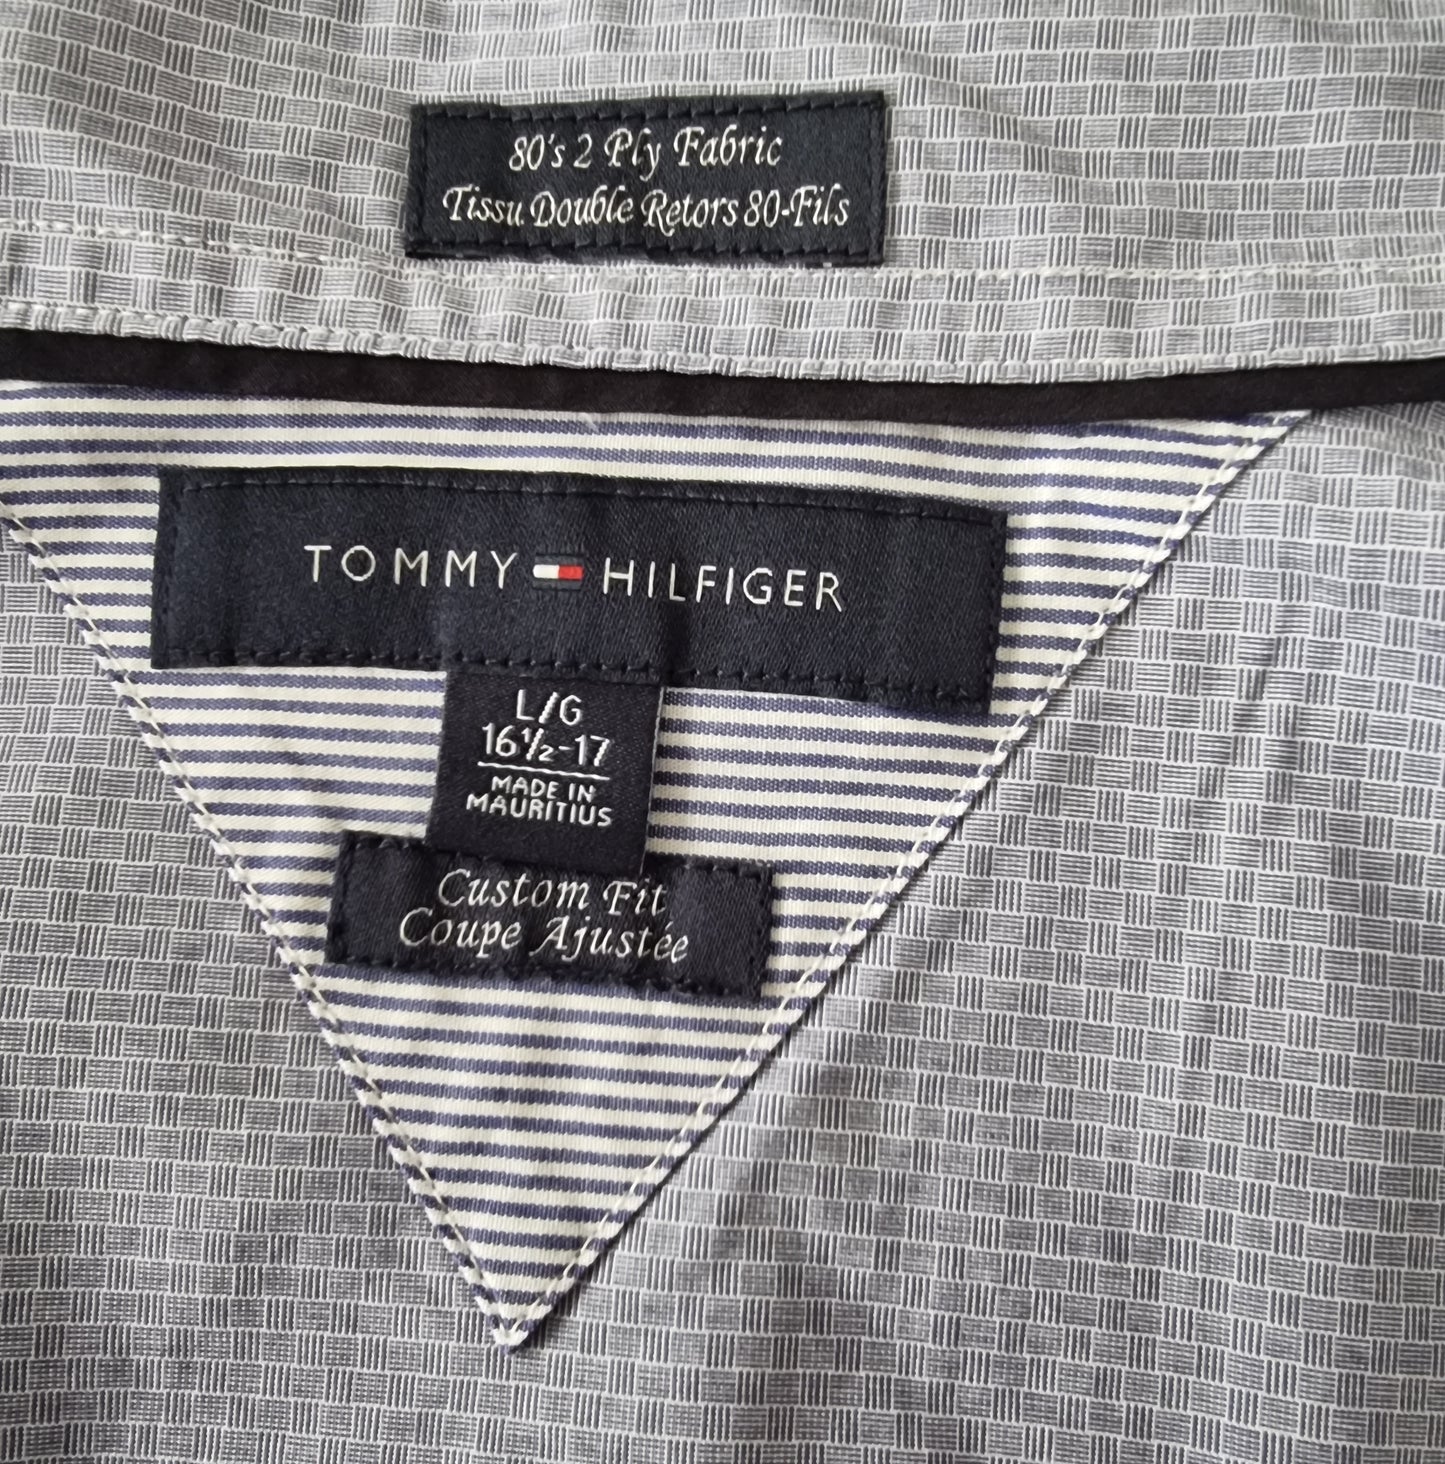 80's 2 Ply Fabric
Tissu Double Retors 80-Fils
TOMMY HILFIGER
L/G
16½-17
MADE IN
MAURITIUS
Custom Fit
Coupe Ajustée